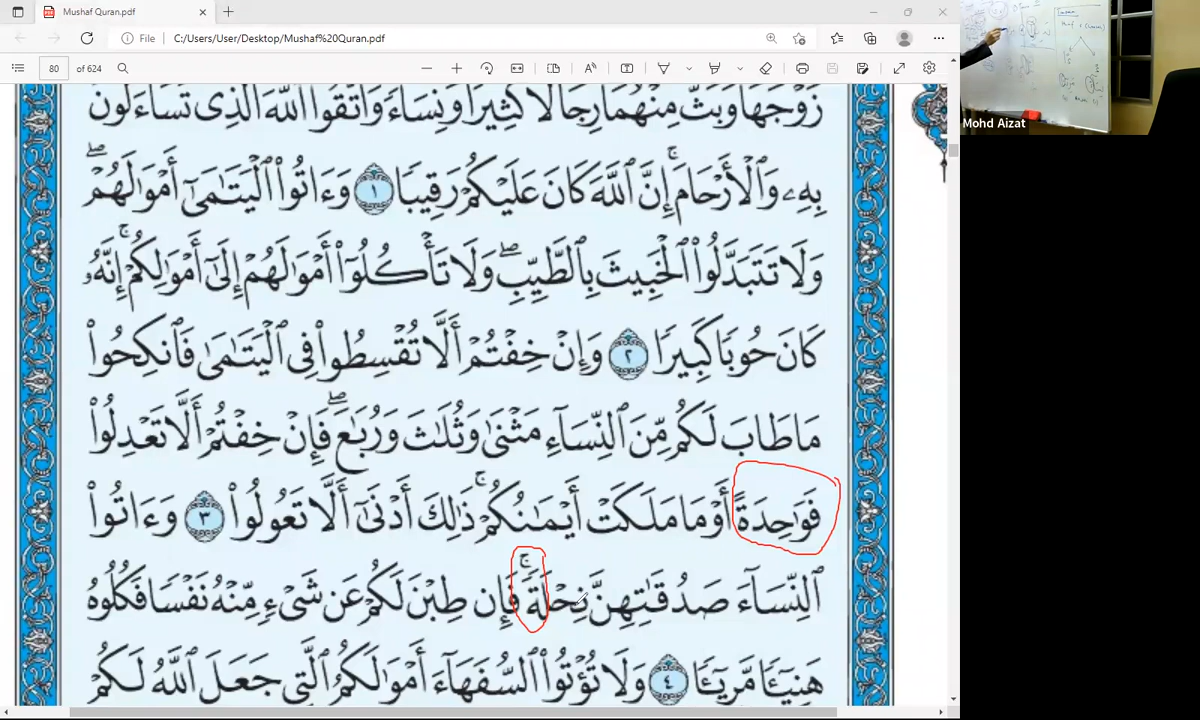 Mushaf Quran.pdf
File C:/Users/User/Desktop/Mushaf%20Quran.pdf
80 of 624
Mohd Aizat
زَوْجَهَا وَبَثَّ مِنْهُمَا رِجَالًا كَثِيرًا وَنِسَآءً وَٱتَّقُوا۟ ٱللَّهَ ٱلَّذِى تَسَآءَلُونَ
بِهِۦ وَٱلْأَرْحَامَ ۚ إِنَّ ٱللَّهَ كَانَ عَلَيْكُمْ رَقِيبًا ١ وَءَاتُوا۟ ٱلْيَتَـٰمَىٰٓ أَمْوَٰلَهُمْ ۖ
وَلَا تَتَبَدَّلُوا۟ ٱلْخَبِيثَ بِٱلطَّيِّبِ ۖ وَلَا تَأْكُلُوٓا۟ أَمْوَٰلَهُمْ إِلَىٰٓ أَمْوَٰلِكُمْ ۚ إِنَّهُۥ
كَانَ حُوبًا كَبِيرًا ٢ وَإِنْ خِفْتُمْ أَلَّا تُقْسِطُوا۟ فِى ٱلْيَتَـٰمَىٰ فَٱنكِحُوا۟
مَا طَابَ لَكُم مِّنَ ٱلنِّسَآءِ مَثْنَىٰ وَثُلَـٰثَ وَرُبَـٰعَ ۖ فَإِنْ خِفْتُمْ أَلَّا تَعْدِلُوا۟
فَوَٰحِدَةً أَوْ مَا مَلَكَتْ أَيْمَـٰنُكُمْ ۚ ذَٰلِكَ أَدْنَىٰٓ أَلَّا تَعُولُوا۟ ٣ وَءَاتُوا۟
ٱلنِّسَآءَ صَدُقَـٰتِهِنَّ نِحْلَةً ۚ فَإِن طِبْنَ لَكُمْ عَن شَىْءٍ مِّنْهُ نَفْسًا فَكُلُوهُ
هَنِيٓـًٔا مَّرِيٓـًٔا ٤ وَلَا تُؤْتُوا۟ ٱلسُّفَهَآءَ أَمْوَٰلَكُمُ ٱلَّتِى جَعَلَ ٱللَّهُ لَكُمْ